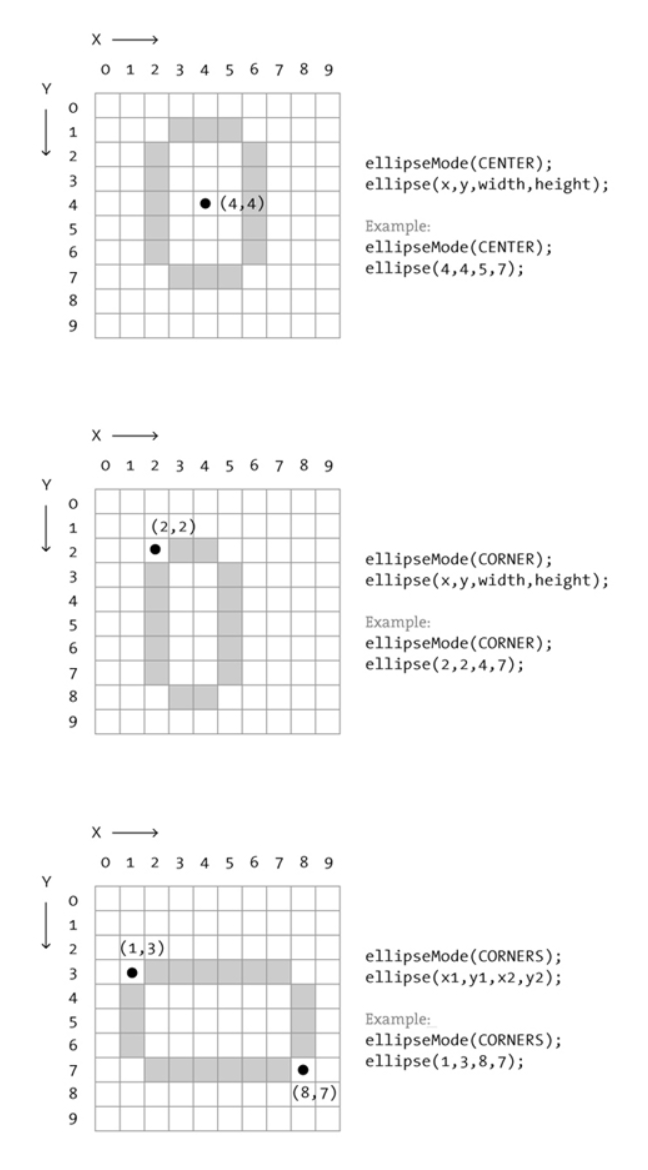 X
0 1 2 3 4 5 6 7 8 9
Y
0
1
2
3
4 (4,4)
5
6
7
8
9
ellipseMode(CENTER);
ellipse(x,y,width,height);
Example:
ellipseMode(CENTER);
ellipse(4,4,5,7);
X
0 1 2 3 4 5 6 7 8 9
Y
0
1 (2,2)
2
3
4
5
6
7
8
9
ellipseMode(CORNER);
ellipse(x,y,width,height);
Example:
ellipseMode(CORNER);
ellipse(2,2,4,7);
X
0 1 2 3 4 5 6 7 8 9
Y
0
1
2 (1,3)
3
4
5
6
7
8 (8,7)
9
ellipseMode(CORNERS);
ellipse(x1,y1,x2,y2);
Example:
ellipseMode(CORNERS);
ellipse(1,3,8,7);